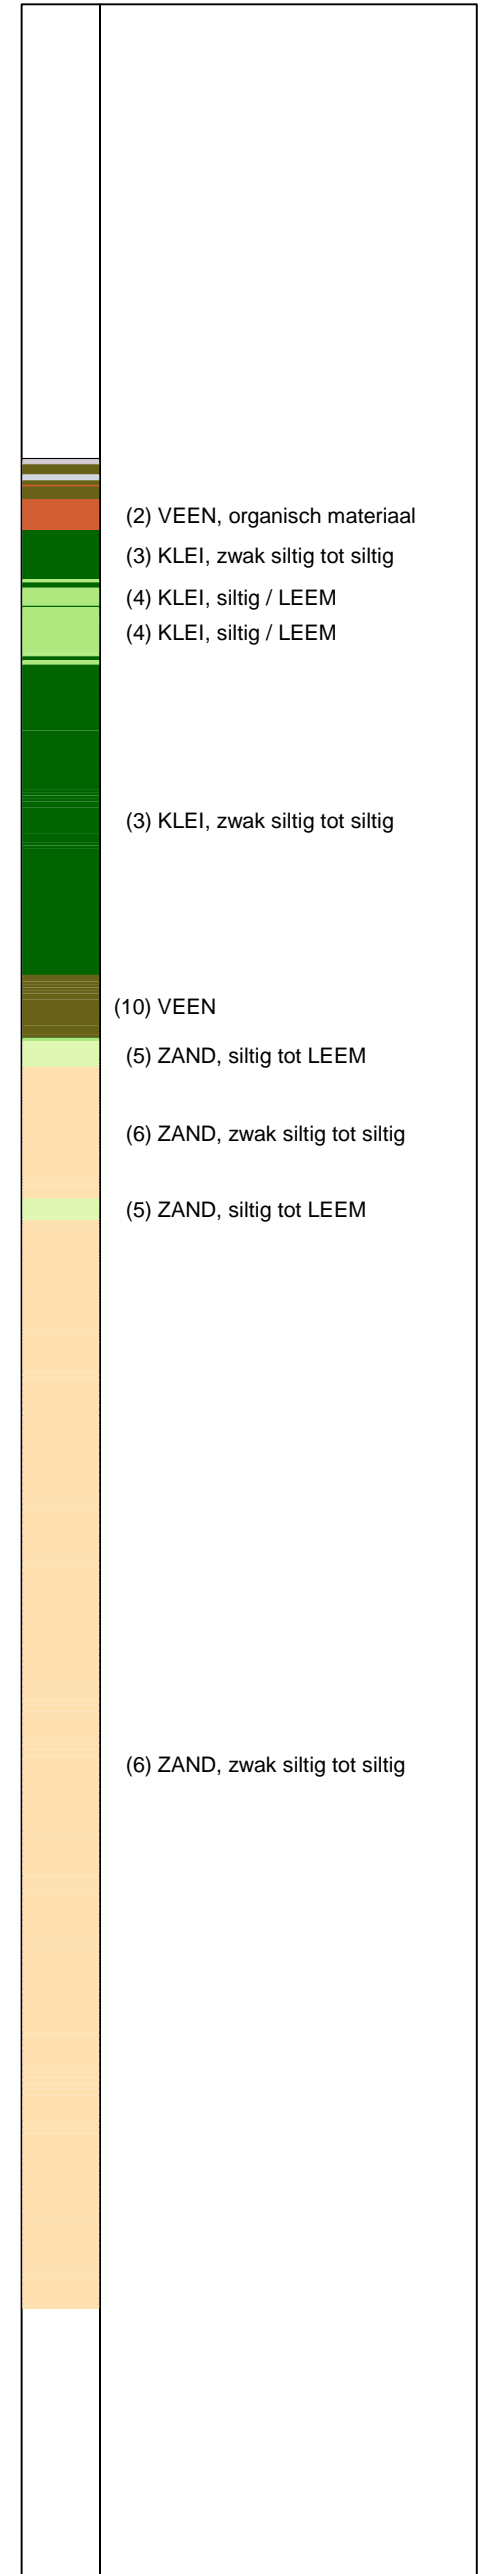 (2) VEEN, organisch materiaal
(3) KLEI, zwak siltig tot siltig
(4) KLEI, siltig / LEEM
(4) KLEI, siltig / LEEM
(3) KLEI, zwak siltig tot siltig
(10) VEEN
(5) ZAND, siltig tot LEEM
(6) ZAND, zwak siltig tot siltig
(5) ZAND, siltig tot LEEM
(6) ZAND, zwak siltig tot siltig